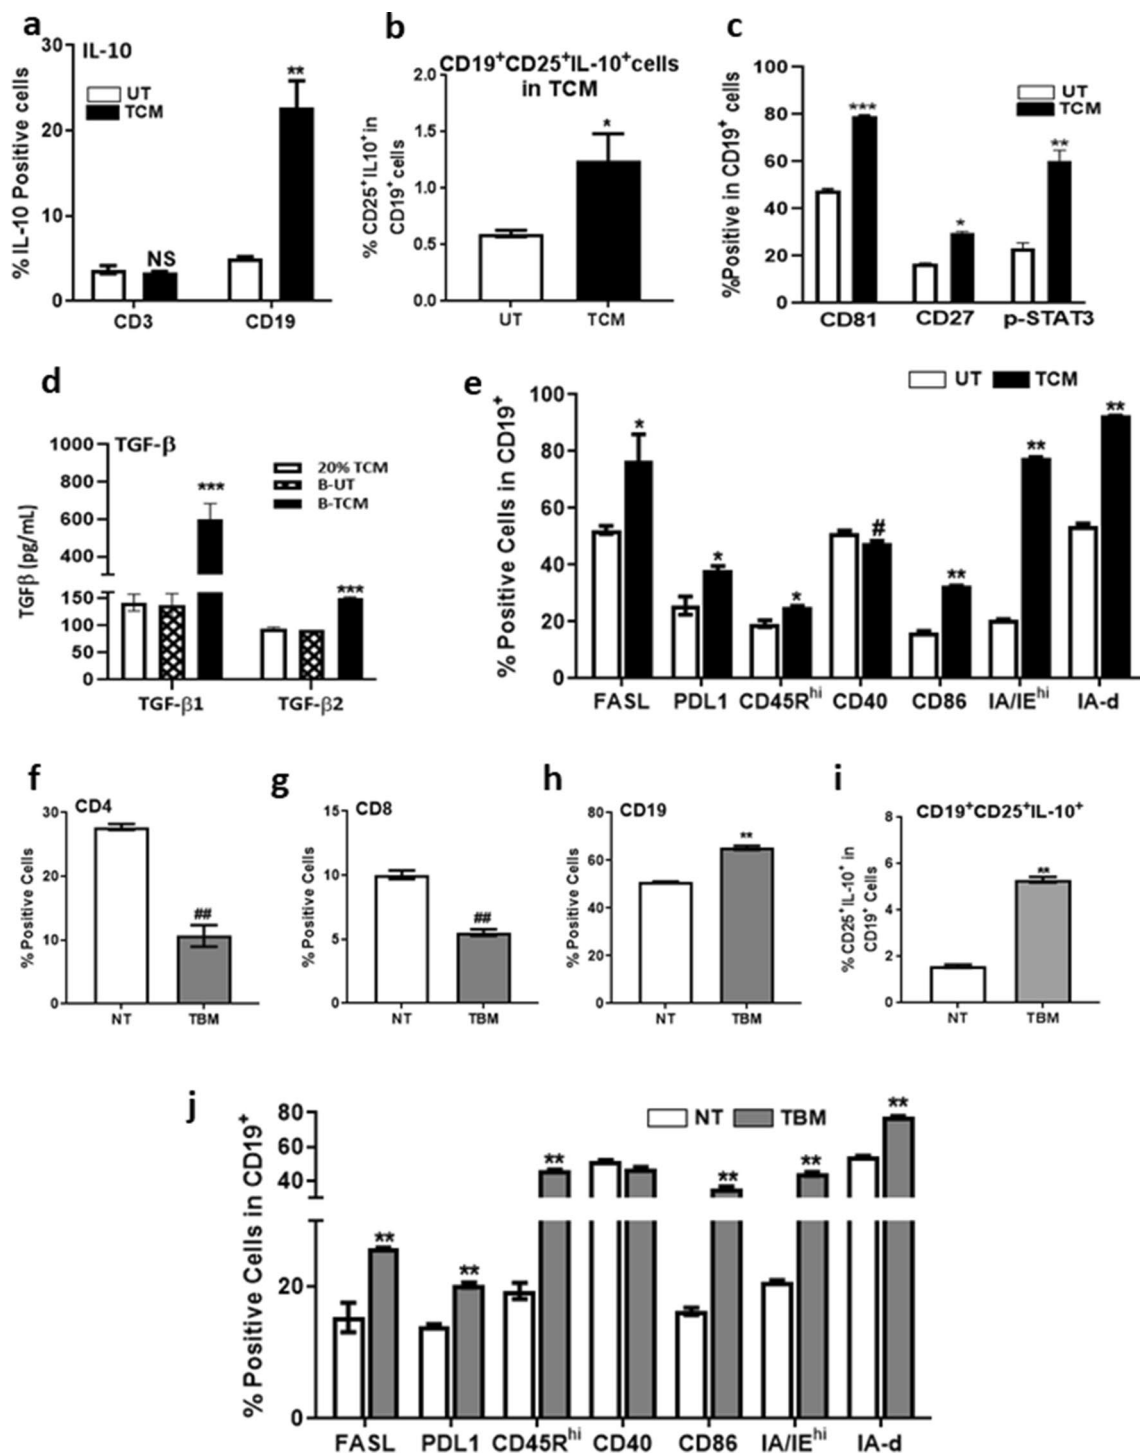 a
IL-10
UT
TCM
% IL-10 Positive cells
30
20
10
0
NS
**
CD3
CD19
b
CD19⁺CD25⁺IL-10⁺cells
in TCM
% CD25⁺IL10⁺ in
CD19⁺ cells
2.0
1.5
1.0
0.5
0.0
*
UT
TCM
c
UT
TCM
%Positive in CD19⁺ cells
100
80
60
40
20
0
***
*
**
CD81
CD27
p-STAT3
d
TGF-β
20% TCM
B-UT
B-TCM
TGFβ (pg/mL)
1000
800
600
400
150
100
50
0
***
***
TGF-β1
TGF-β2
e
UT
TCM
% Positive Cells in CD19⁺
100
80
60
40
20
0
*
*
*
#
**
**
**
FASL
PDL1
CD45Rʰⁱ
CD40
CD86
IA/IEʰⁱ
IA-d
f
CD4
% Positive Cells
30
20
10
0
##
NT
TBM
g
CD8
% Positive Cells
15
10
5
0
##
NT
TBM
h
CD19
% Positive Cells
80
60
40
20
0
**
NT
TBM
i
CD19⁺CD25⁺IL-10⁺
% CD25⁺IL-10⁺ in
CD19⁺ Cells
8
6
4
2
0
**
NT
TBM
j
NT
TBM
% Positive Cells in CD19⁺
80
60
40
20
0
**
**
**
**
**
**
FASL
PDL1
CD45Rʰⁱ
CD40
CD86
IA/IEʰⁱ
IA-d